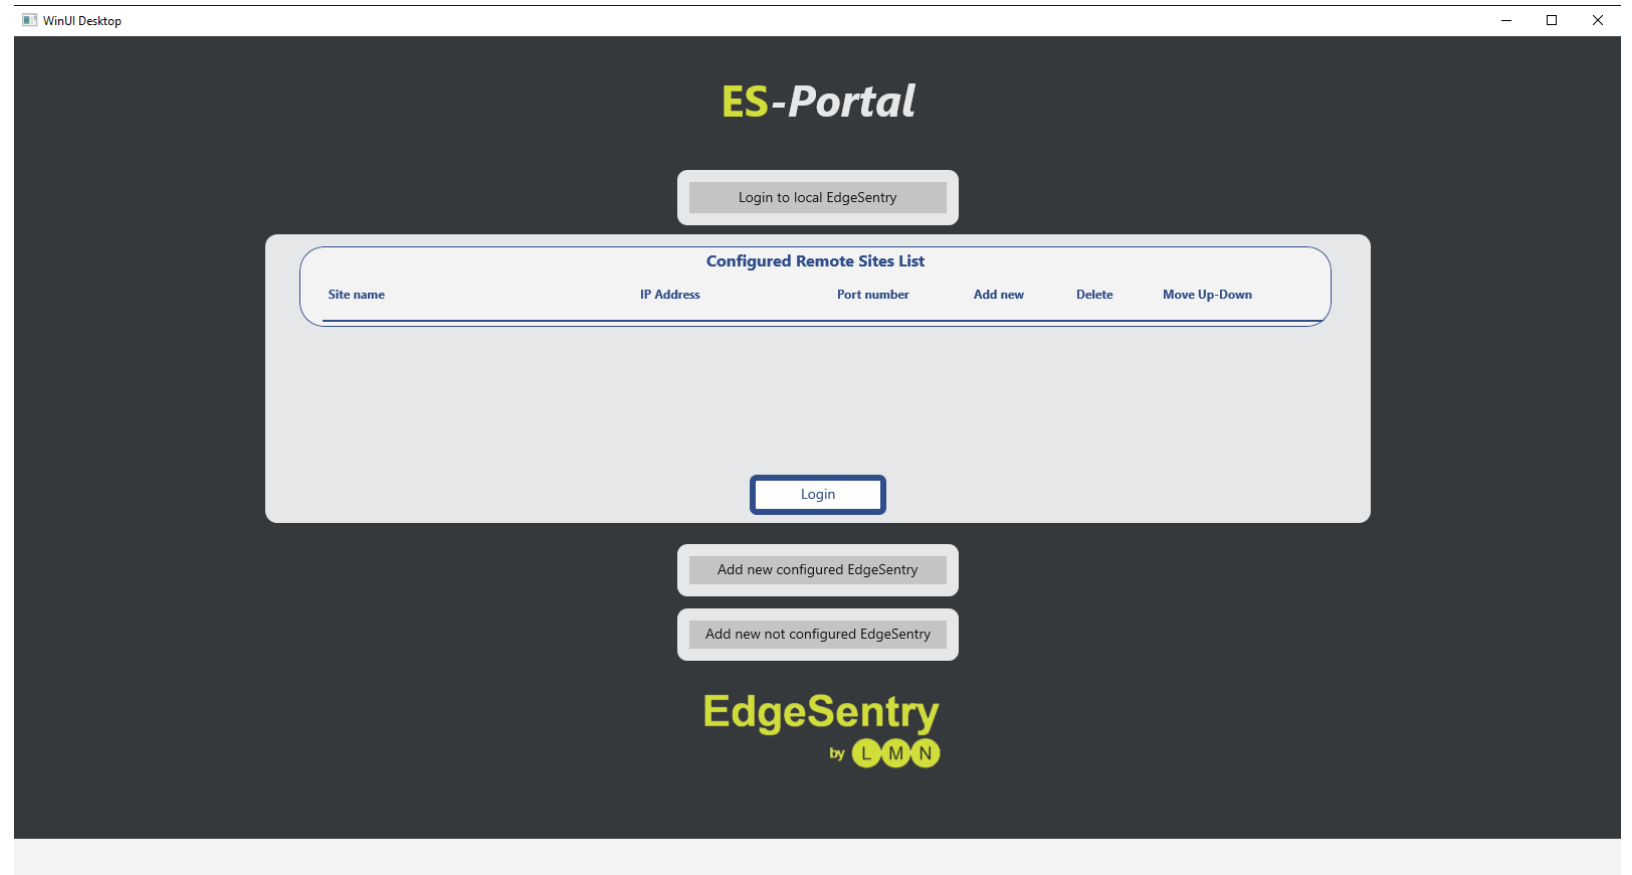 WinUI Desktop
ES-Portal
Login to local EdgeSentry
Configured Remote Sites List
Site name IP Address Port number Add new Delete Move Up-Down
Login
Add new configured EdgeSentry
Add new not configured EdgeSentry
EdgeSentry
by LMN